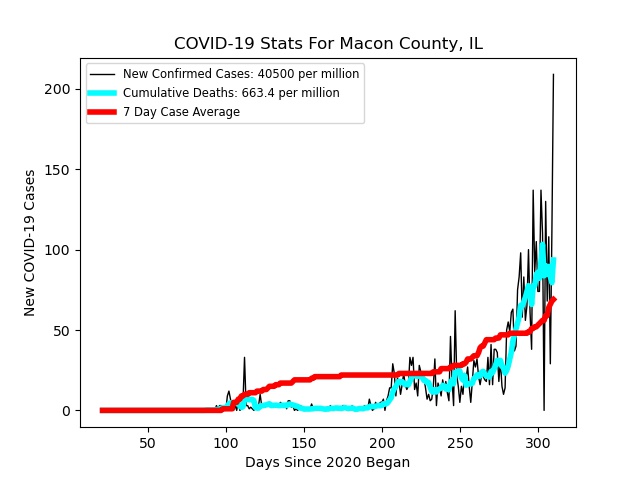 COVID-19 Stats For Macon County, IL
New Confirmed Cases: 40500 per million
Cumulative Deaths: 663.4 per million
7 Day Case Average
New COVID-19 Cases
200
150
100
50
0
50 100 150 200 250 300
Days Since 2020 Began